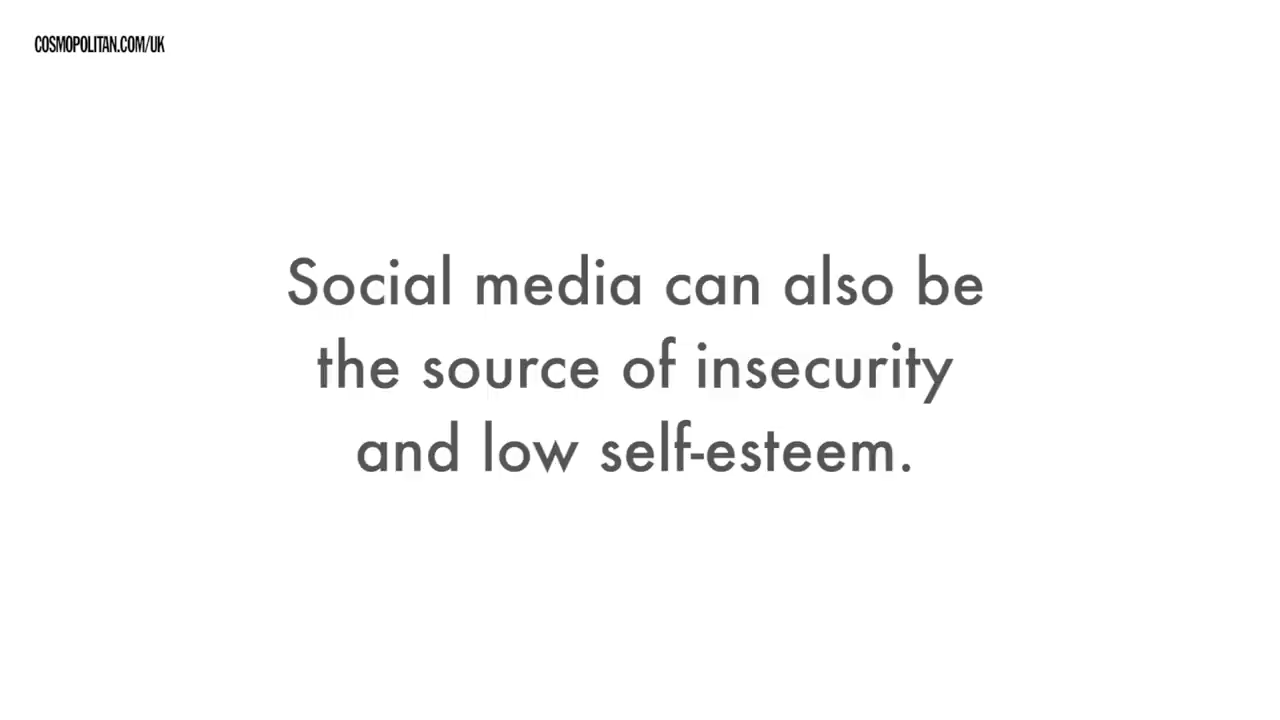 COSMOPOLITAN.COM/UK
Social media can also be
the source of insecurity
and low self-esteem.